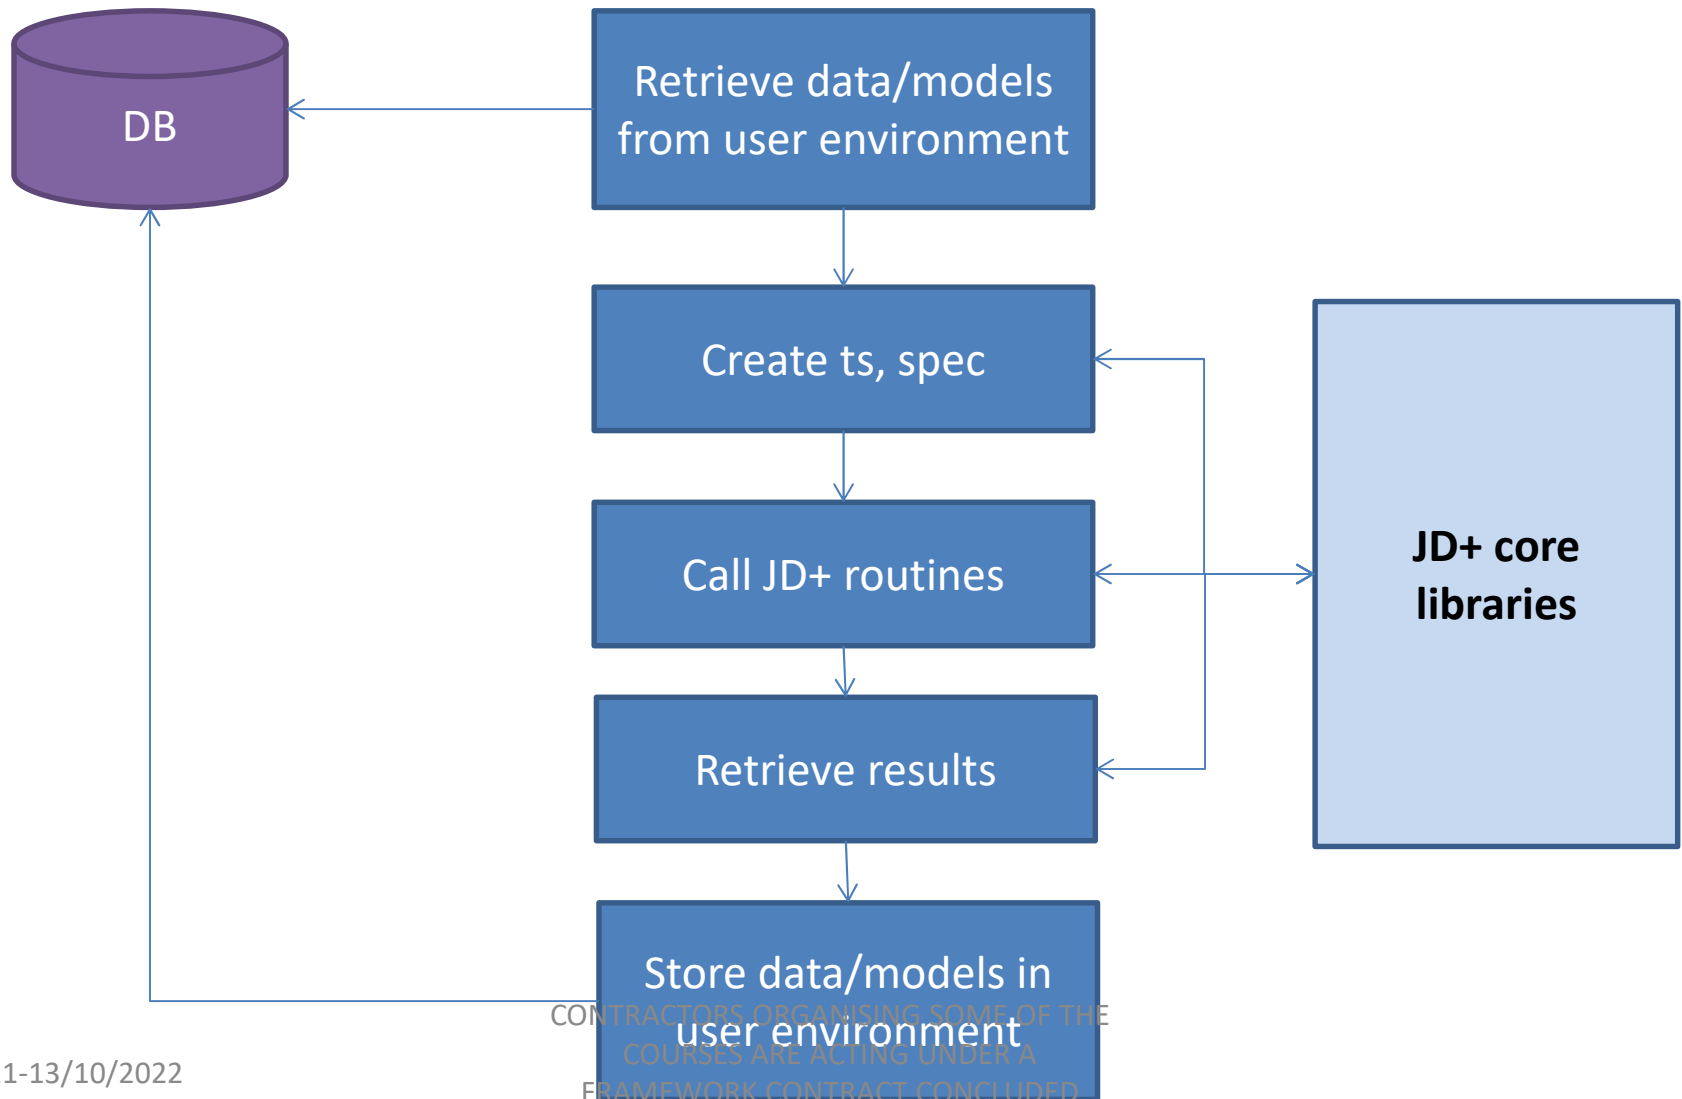 DB
Retrieve data/models
from user environment
Create ts, spec
Call JD+ routines
JD+ core
libraries
Retrieve results
Store data/models in
user environment
CONTRACTORS ORGANISING SOME OF THE
COURSES ARE ACTING UNDER A
FRAMEWORK CONTRACT CONCLUDED
1-13/10/2022